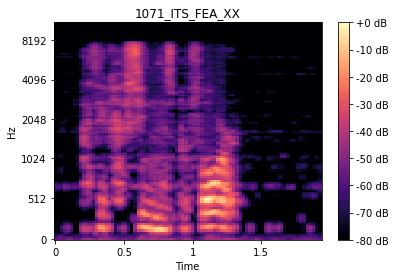 1071_ITS_FEA_XX
Hz
8192
4096
2048
1024
512
0
0
0.5
1
1.5
Time
+0 dB
-10 dB
-20 dB
-30 dB
-40 dB
-50 dB
-60 dB
-70 dB
-80 dB